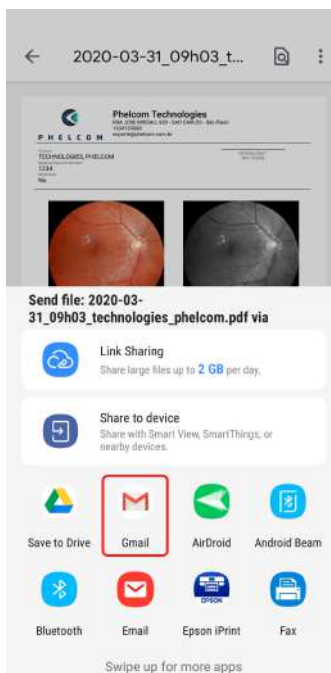 2020-03-31_09h03_t...
PHELCOM
Phelcom Technologies
TECHNOLOGIES, PHELCOM
1234
No
Send file: 2020-03-
31_09h03_technologies_phelcom.pdf via
Link Sharing
Share large files up to 2 GB per day.
Share to device
Share with Smart View, SmartThings, or
nearby devices.
Save to Drive
Gmail
AirDroid
Android Beam
Bluetooth
Email
EPSON
Epson iPrint
Fax
Swipe up for more apps